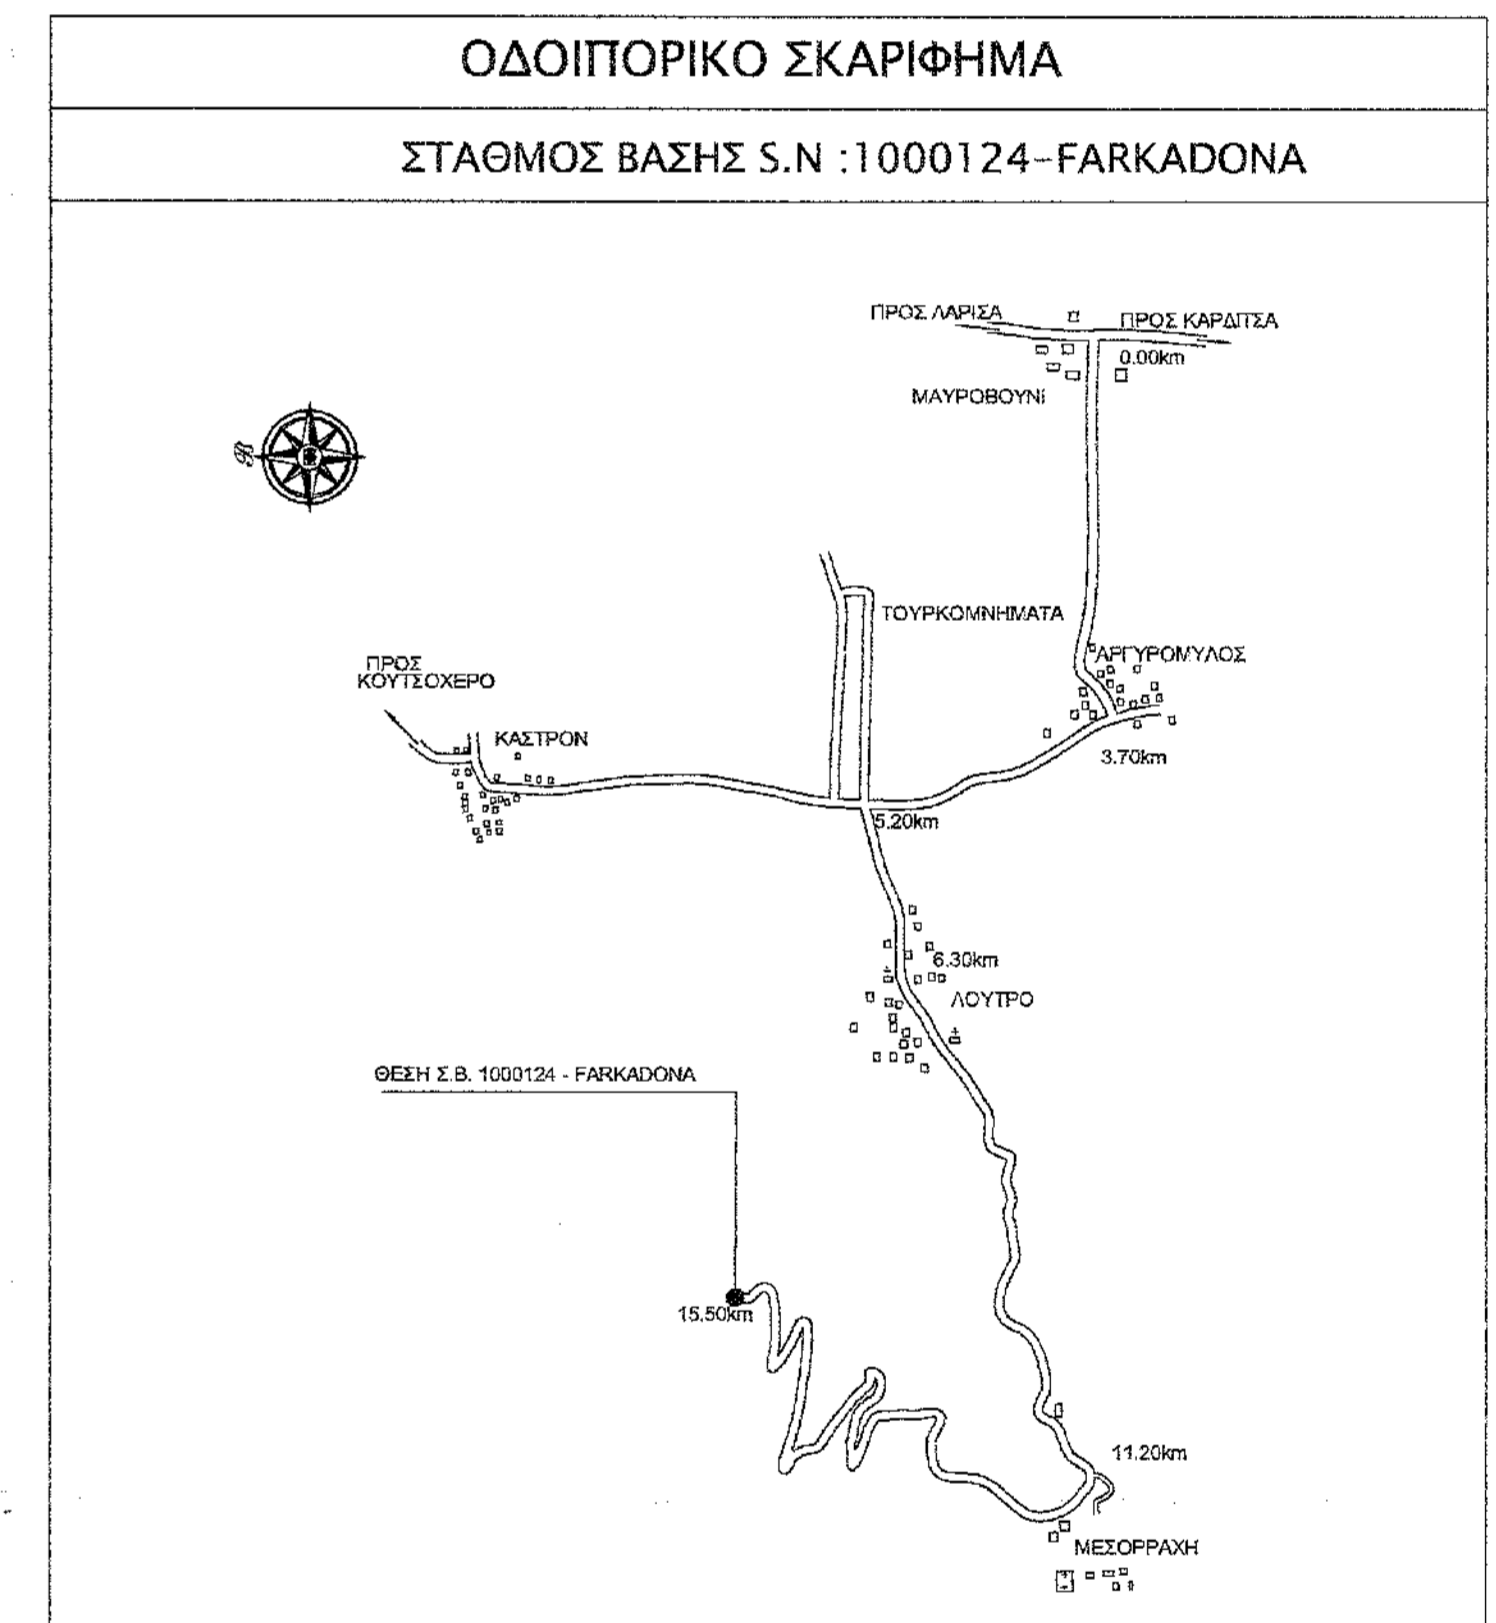 ΟΔΟΙΠΟΡΙΚΟ ΣΚΑΡΙΦΗΜΑ
ΣΤΑΘΜΟΣ ΒΑΣΗΣ S.N :1000124-FARKADONA
ΠΡΟΣ ΛΑΡΙΣΑ
ΠΡΟΣ ΚΑΡΔΙΤΣΑ
0.00km
ΜΑΥΡΟΒΟΥΝΙ
Β
ΤΟΥΡΚΟΜΝΗΜΑΤΑ
ΑΡΓΥΡΟΜΥΛΟΣ
ΠΡΟΣ
ΚΟΥΤΣΟΧΕΡΟ
ΚΑΣΤΡΟΝ
3.70km
5.20km
6.30km
ΛΟΥΤΡΟ
ΘΕΣΗ Σ.Β. 1000124 - FARKADONA
15.50km
11.20km
ΜΕΣΟΡΡΑΧΗ